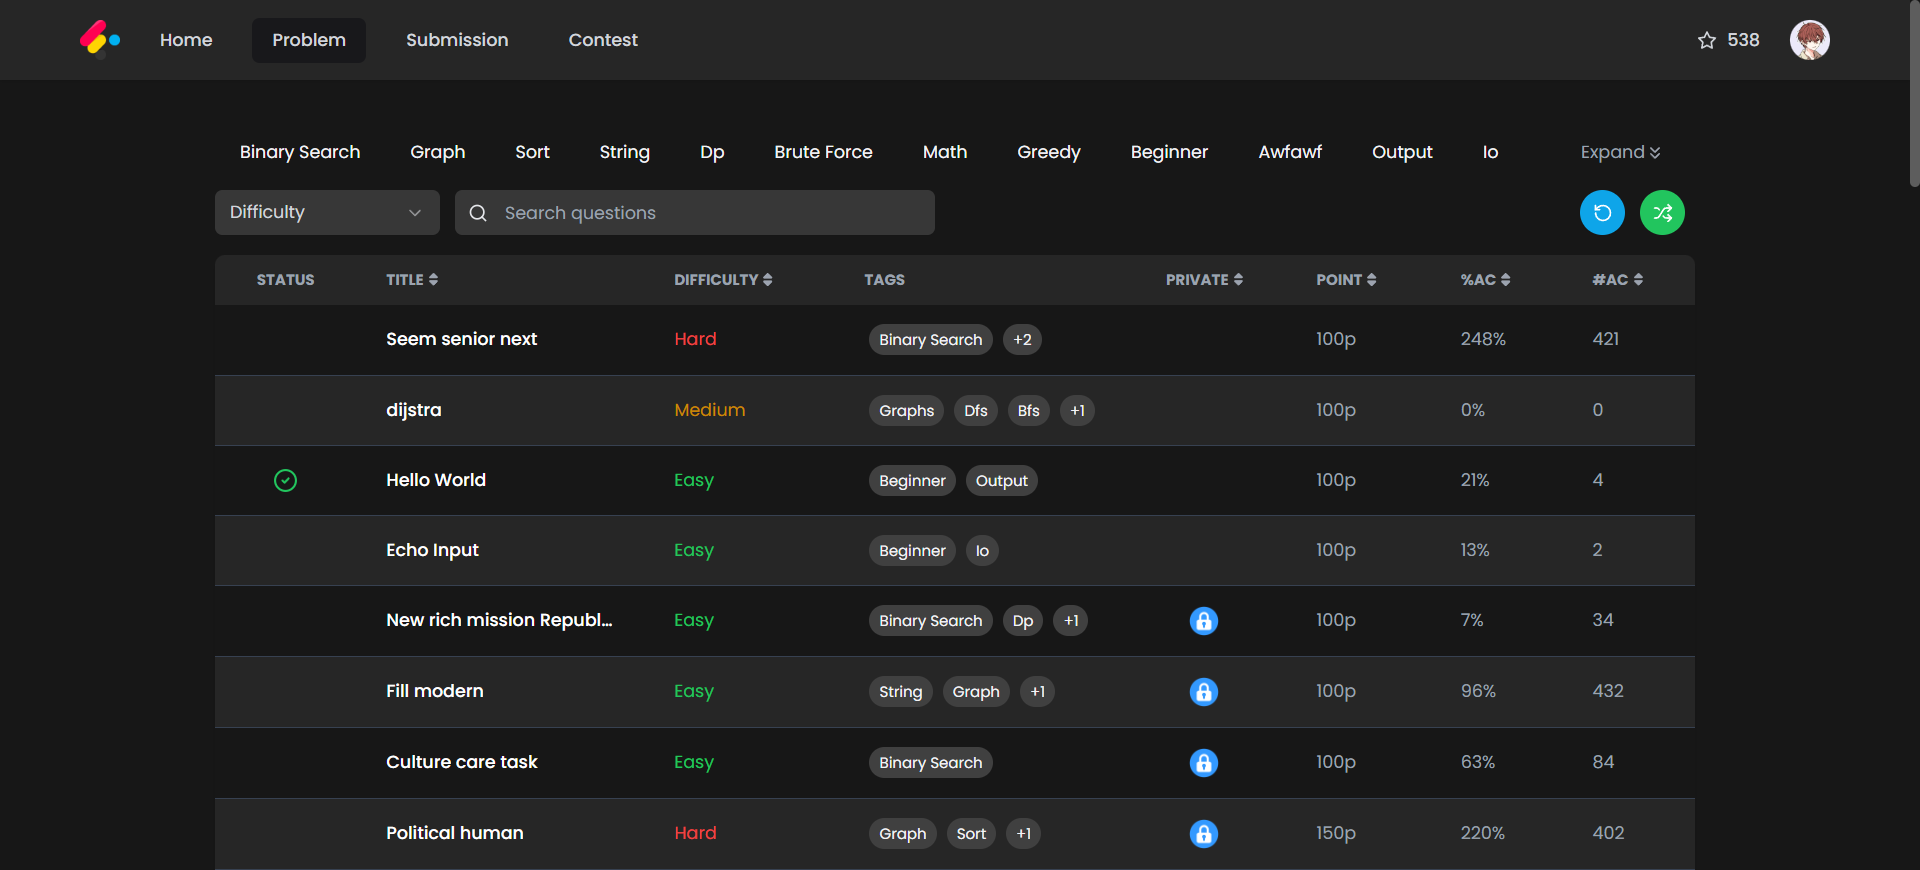 Home Problem Submission Contest 538
Binary Search Graph Sort String Dp Brute Force Math Greedy Beginner Awfawf Output Io Expand
Difficulty Search questions
STATUS TITLE DIFFICULTY TAGS PRIVATE POINT %AC #AC
Seem senior next Hard Binary Search +2 100p 248% 421
dijstra Medium Graphs Dfs Bfs +1 100p 0% 0
Hello World Easy Beginner Output 100p 21% 4
Echo Input Easy Beginner Io 100p 13% 2
New rich mission Republ... Easy Binary Search Dp +1 100p 7% 34
Fill modern Easy String Graph +1 100p 96% 432
Culture care task Easy Binary Search 100p 63% 84
Political human Hard Graph Sort +1 150p 220% 402